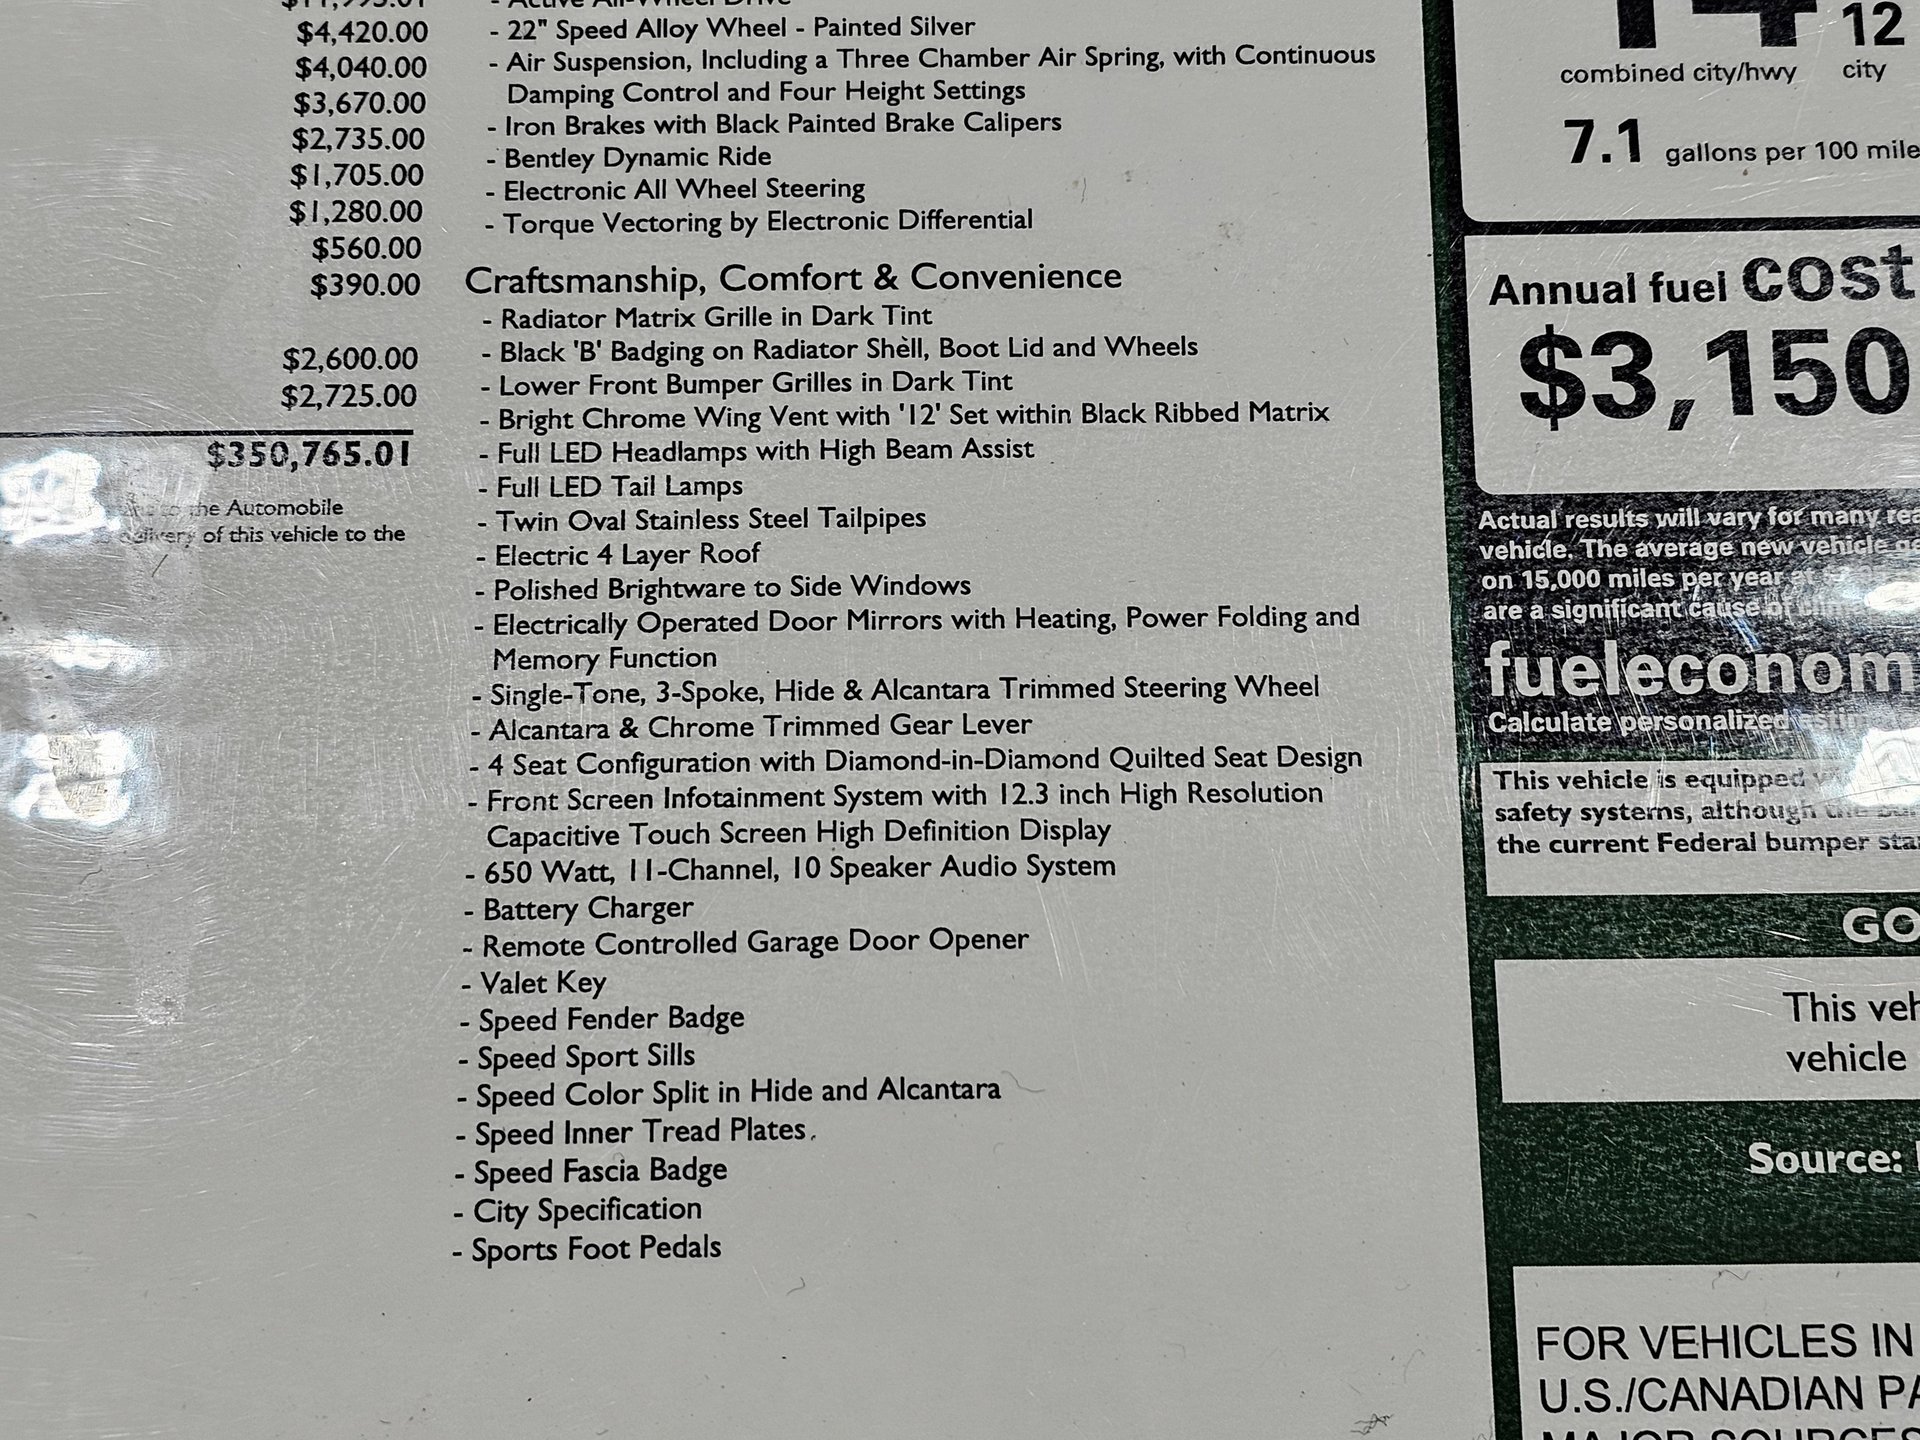 $4,420.00
$4,040.00
$3,670.00
$2,735.00
$1,705.00
$1,280.00
$560.00
$390.00
$2,600.00
$2,725.00
$350,765.01
the Automobile
delivery of this vehicle to the
- Active All-Wheel Drive
- 22" Speed Alloy Wheel - Painted Silver
- Air Suspension, Including a Three Chamber Air Spring, with Continuous
Damping Control and Four Height Settings
- Iron Brakes with Black Painted Brake Calipers
- Bentley Dynamic Ride
- Electronic All Wheel Steering
- Torque Vectoring by Electronic Differential
Craftsmanship, Comfort & Convenience
- Radiator Matrix Grille in Dark Tint
- Black 'B' Badging on Radiator Shell, Boot Lid and Wheels
- Lower Front Bumper Grilles in Dark Tint
- Bright Chrome Wing Vent with '12' Set within Black Ribbed Matrix
- Full LED Headlamps with High Beam Assist
- Full LED Tail Lamps
- Twin Oval Stainless Steel Tailpipes
- Electric 4 Layer Roof
- Polished Brightware to Side Windows
- Electrically Operated Door Mirrors with Heating, Power Folding and
Memory Function
- Single-Tone, 3-Spoke, Hide & Alcantara Trimmed Steering Wheel
- Alcantara & Chrome Trimmed Gear Lever
- 4 Seat Configuration with Diamond-in-Diamond Quilted Seat Design
- Front Screen Infotainment System with 12.3 inch High Resolution
Capacitive Touch Screen High Definition Display
- 650 Watt, 11-Channel, 10 Speaker Audio System
- Battery Charger
- Remote Controlled Garage Door Opener
- Valet Key
- Speed Fender Badge
- Speed Sport Sills
- Speed Color Split in Hide and Alcantara
- Speed Inner Tread Plates
- Speed Fascia Badge
- City Specification
- Sports Foot Pedals
14 12
combined city/hwy city
7.1 gallons per 100 mile
Annual fuel cost
$3,150
Actual results will vary for many
vehicle. The average new vehicle
on 15,000 miles per year
are a significant cause of
fueleconom
Calculate personalized
This vehicle is equipped
safety systems, although
the current Federal bumper
GO
This
vehicle
Source:
FOR VEHICLES IN
U.S./CANADIAN
MAJOR SOURCES